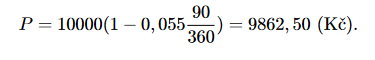 P = 10000(1 − 0,055 90/360) = 9862,50 (Kč).